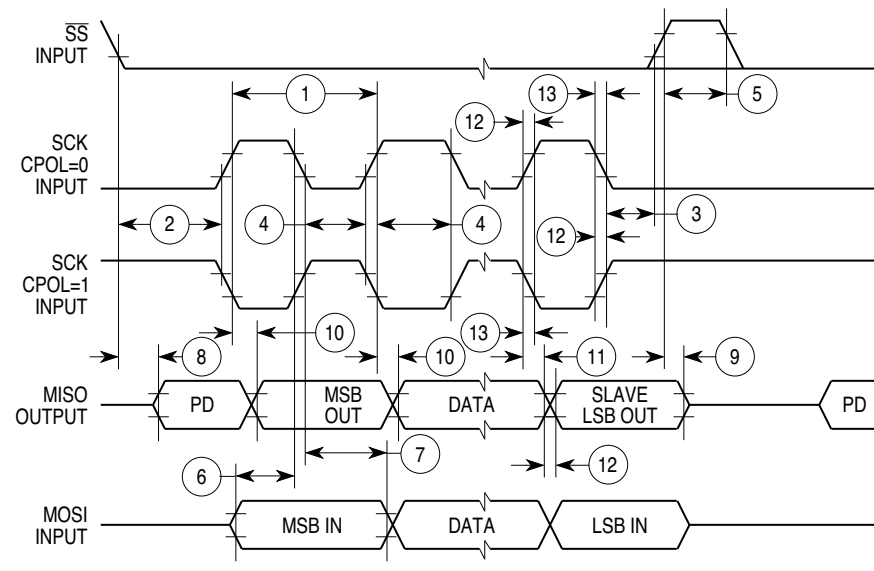 SS
INPUT
1
13
5
12
SCK
CPOL=0
INPUT
2
4
4
3
12
SCK
CPOL=1
INPUT
8
10
10
13
11
9
MISO
OUTPUT
PD
MSB
OUT
DATA
SLAVE
LSB OUT
PD
6
7
12
MOSI
INPUT
MSB IN
DATA
LSB IN